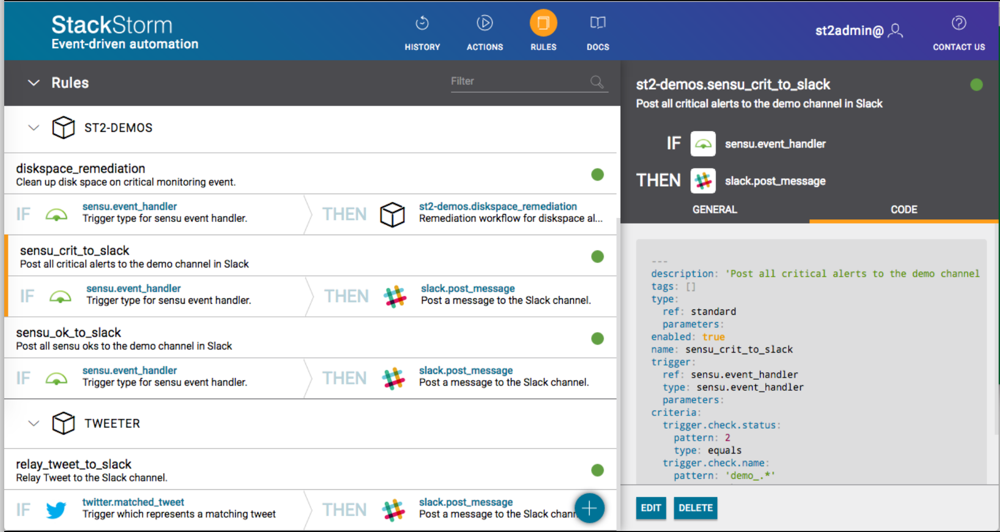 StackStorm
Event-driven automation
HISTORY
ACTIONS
RULES
DOCS
st2admin@
CONTACT US
Rules
Filter
ST2-DEMOS
diskspace_remediation
Clean up disk space on critical monitoring event.
IF
sensu.event_handler
Trigger type for sensu event handler.
THEN
st2-demos.diskspace_remediation
Remediation workflow for diskspace al...
sensu_crit_to_slack
Post all critical alerts to the demo channel in Slack
IF
sensu.event_handler
Trigger type for sensu event handler.
THEN
slack.post_message
Post a message to the Slack channel.
sensu_ok_to_slack
Post all sensu oks to the demo channel in Slack
IF
sensu.event_handler
Trigger type for sensu event handler.
THEN
slack.post_message
Post a message to the Slack channel.
TWEETER
relay_tweet_to_slack
Relay Tweet to the Slack channel.
IF
twitter.matched_tweet
Trigger which represents a matching tweet
THEN
slack.post_message
Post a message to the Slack chann
st2-demos.sensu_crit_to_slack
Post all critical alerts to the demo channel in Slack
IF
sensu.event_handler
THEN
slack.post_message
GENERAL
CODE
---
description: 'Post all critical alerts to the demo channel
tags: []
type:
ref: standard
parameters:
enabled: true
name: sensu_crit_to_slack
trigger:
ref: sensu.event_handler
type: sensu.event_handler
parameters:
criteria:
trigger.check.status:
pattern: 2
type: equals
trigger.check.name:
pattern: 'demo_.*'
EDIT
DELETE